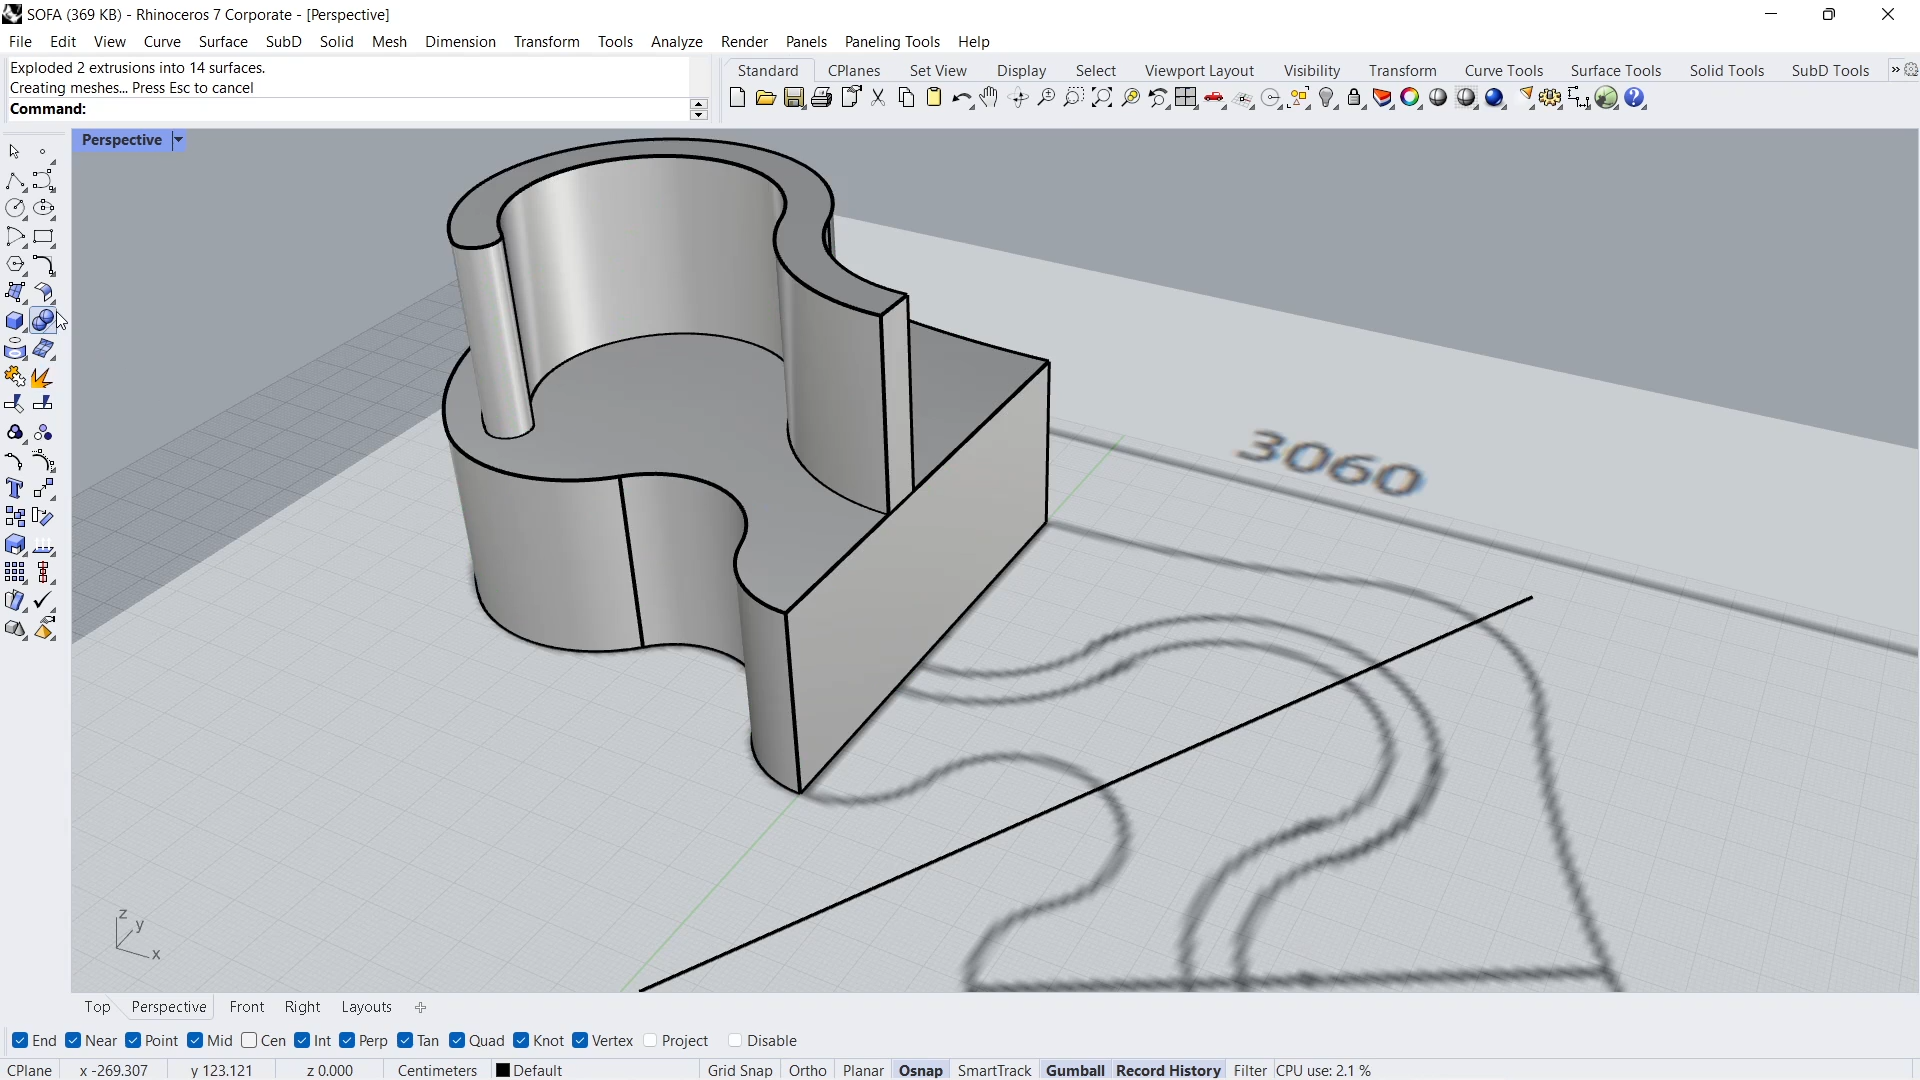 SOFA (369 KB) - Rhinoceros 7 Corporate - [Perspective]
File Edit View Curve Surface SubD Solid Mesh Dimension Transform Tools Analyze Render Panels Paneling Tools Help
Exploded 2 extrusions into 14 surfaces.
Creating meshes... Press Esc to cancel
Command:
Standard CPlanes Set View Display Select Viewport Layout Visibility Transform Curve Tools Surface Tools Solid Tools SubD Tools »
Perspective
3060
z
y
x
Top Perspective Front Right Layouts
End Near Point Mid Cen Int Perp Tan Quad Knot Vertex Project Disable
CPlane x -269.307 y 123.121 z 0.000 Centimeters Default Grid Snap Ortho Planar Osnap SmartTrack Gumball Record History Filter CPU use: 2.1 %